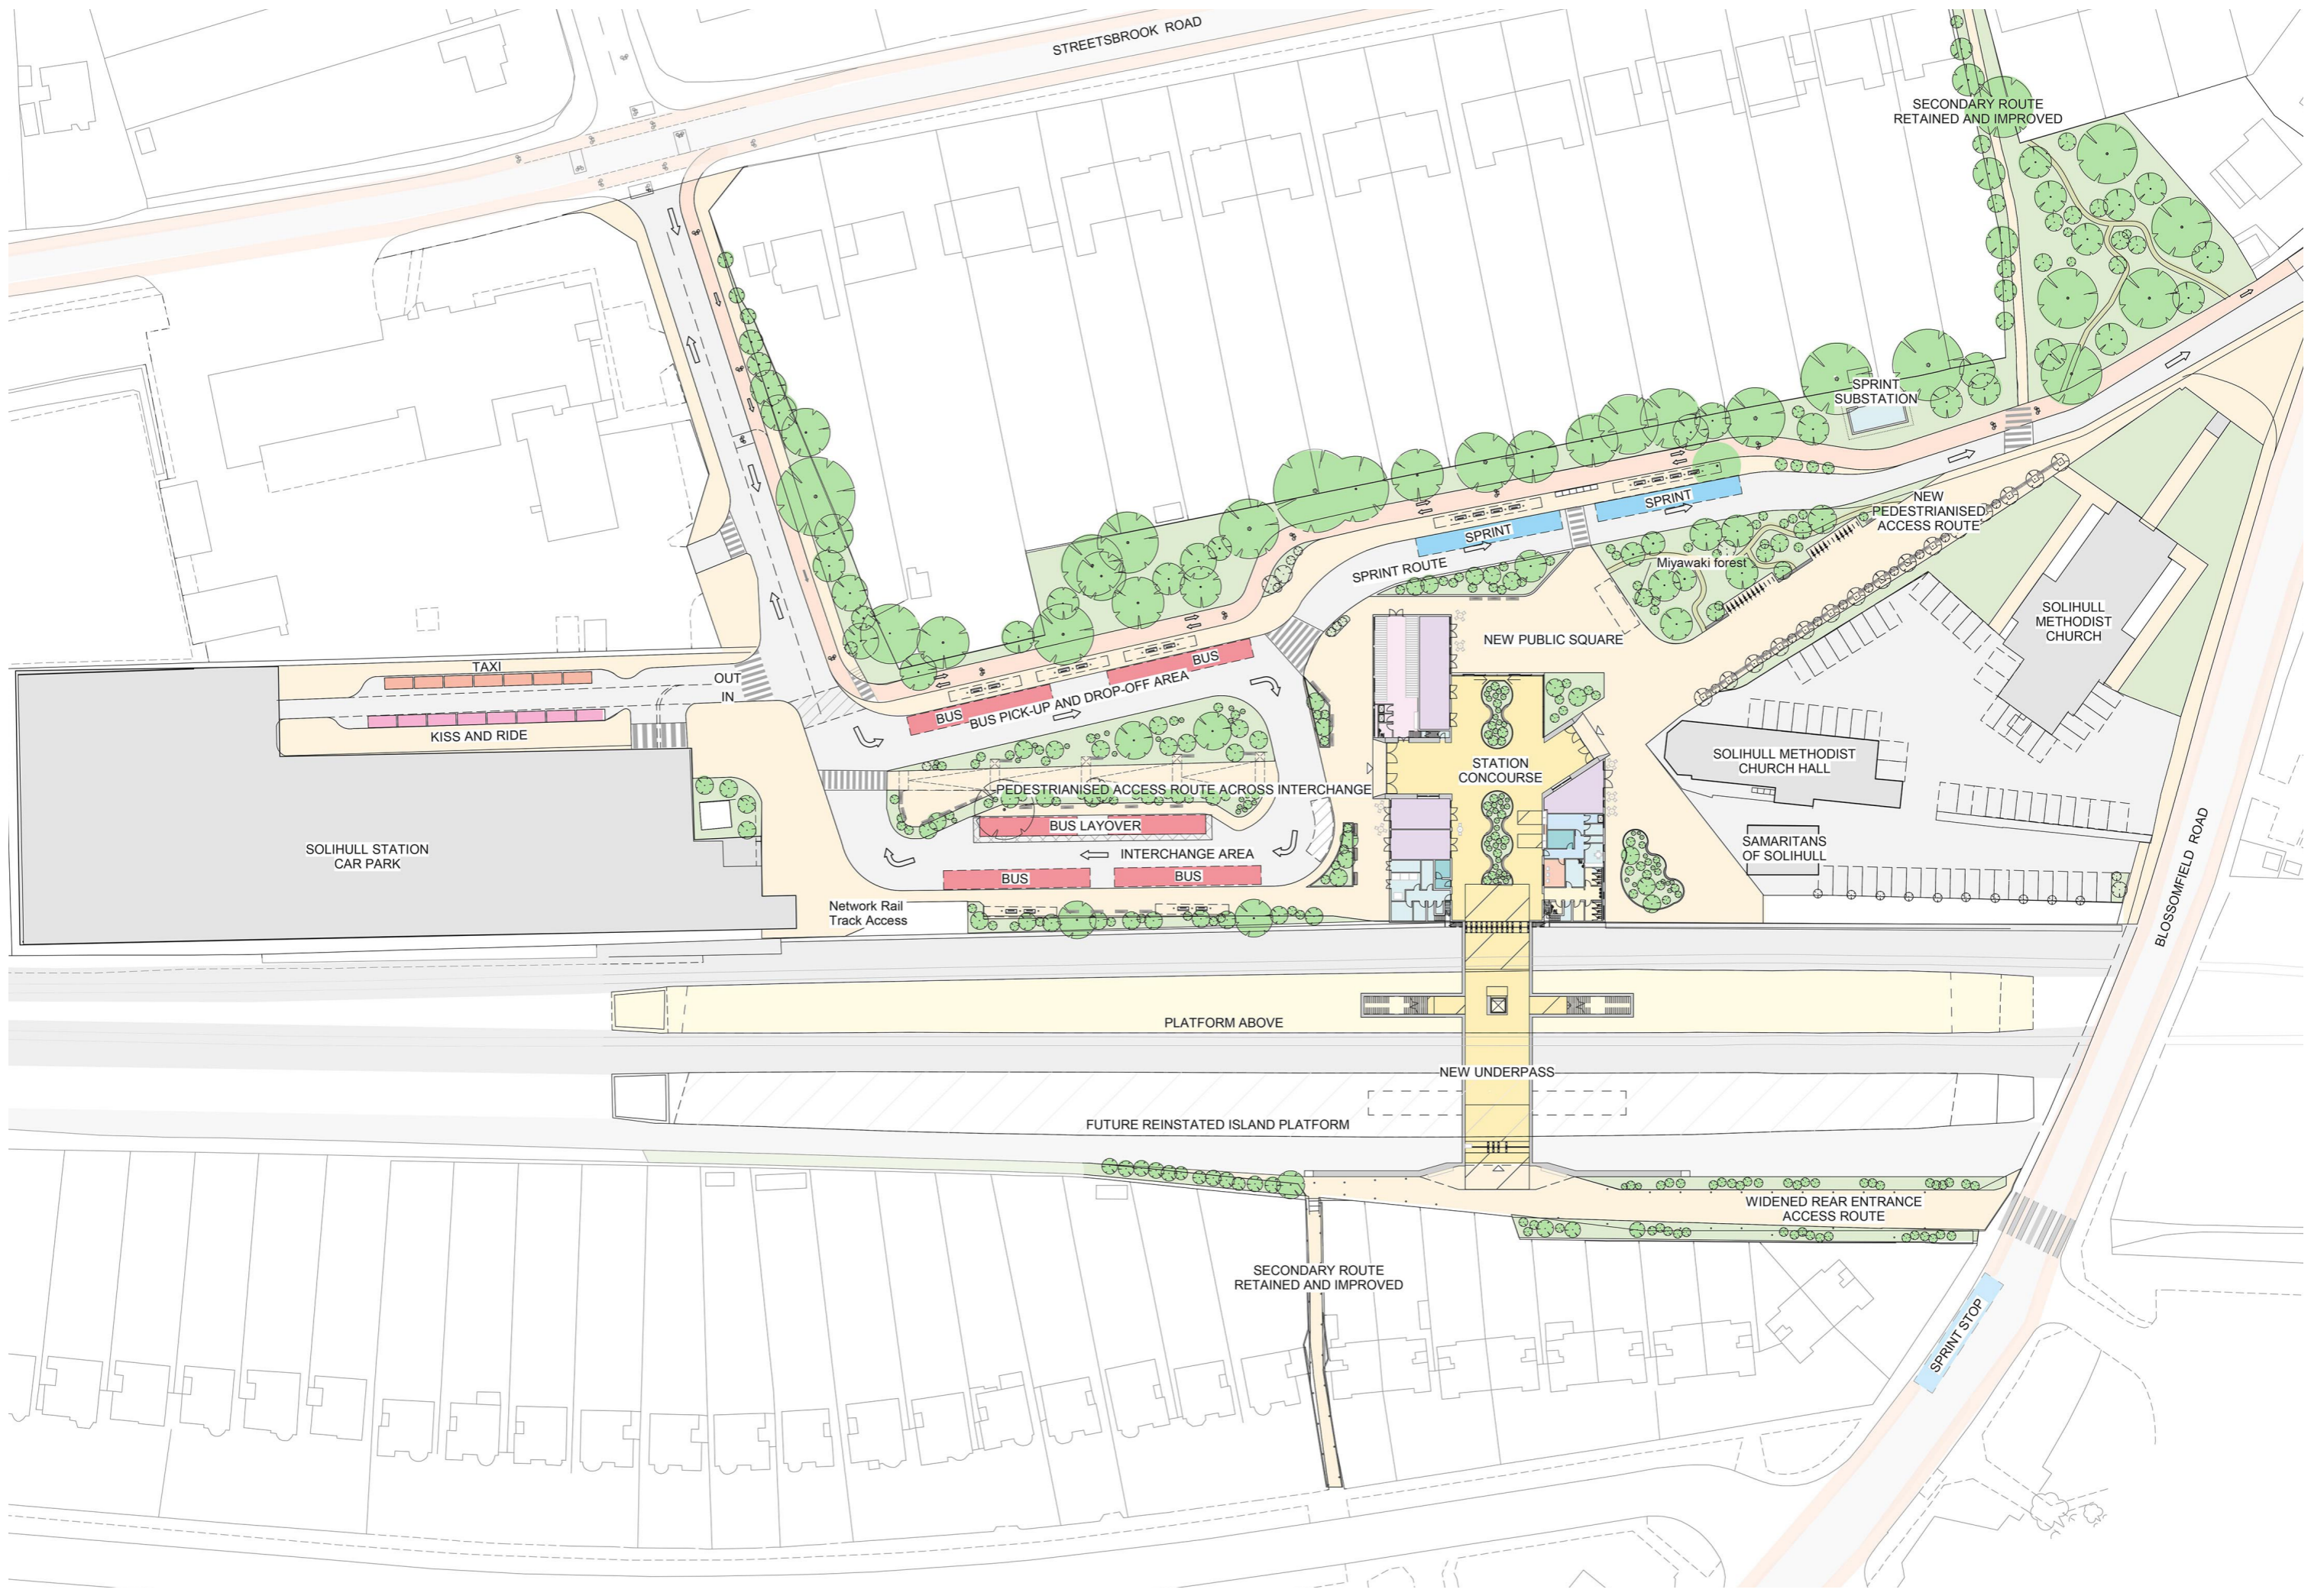 STREETSBROOK ROAD
SECONDARY ROUTE
RETAINED AND IMPROVED
SPRINT
SUBSTATION
NEW
PEDESTRIANISED
ACCESS ROUTE
SPRINT
SPRINT
SPRINT ROUTE
Miyawaki forest
SOLIHULL
METHODIST
CHURCH
NEW PUBLIC SQUARE
TAXI
OUT
IN
KISS AND RIDE
BUS
BUS
BUS PICK-UP AND DROP-OFF AREA
STATION
CONCOURSE
SOLIHULL METHODIST
CHURCH HALL
PEDESTRIANISED ACCESS ROUTE ACROSS INTERCHANGE
BUS LAYOVER
SOLIHULL STATION
CAR PARK
INTERCHANGE AREA
SAMARITANS
OF SOLIHULL
BUS
BUS
BLOSSOMFIELD ROAD
Network Rail
Track Access
PLATFORM ABOVE
NEW UNDERPASS
FUTURE REINSTATED ISLAND PLATFORM
WIDENED REAR ENTRANCE
ACCESS ROUTE
SECONDARY ROUTE
RETAINED AND IMPROVED
SPRINT STOP